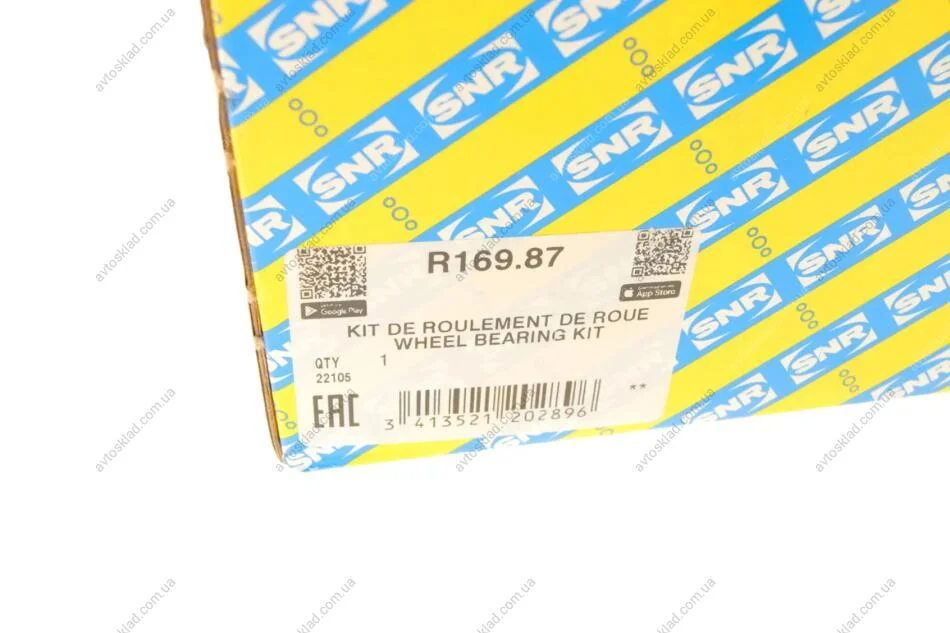 SNR
R169.87
Google Play
App Store
KIT DE ROULEMENT DE ROUE
WHEEL BEARING KIT
QTY 1
22105
**
EAC
3 413521 202896
avtosklad.com.ua